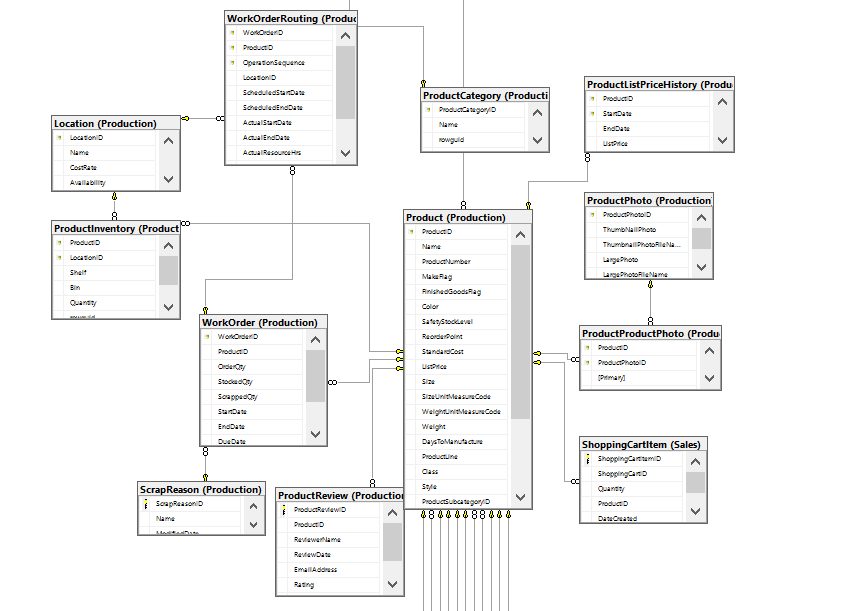 WorkOrderRouting (Produc
WorkOrderID
ProductID
OperationSequence
LocationID
ScheduledStartDate
ScheduledEndDate
ActualStartDate
ActualEndDate
ActualResourceHrs
ProductCategory (Producti
ProductCategoryID
Name
rowguid
ProductListPriceHistory (Produ
ProductID
StartDate
EndDate
ListPrice
Location (Production)
LocationID
Name
CostRate
Availability
ProductInventory (Product
ProductID
LocationID
Shelf
Bin
Quantity
Product (Production)
ProductID
Name
ProductNumber
MakeFlag
FinishedGoodsFlag
Color
SafetyStockLevel
ReorderPoint
StandardCost
ListPrice
Size
SizeUnitMeasureCode
WeightUnitMeasureCode
Weight
DaysToManufacture
ProductLine
Class
Style
ProductSubcategoryID
ProductPhoto (Production)
ProductPhotoID
ThumbNailPhoto
ThumbnailPhotoFileNa...
LargePhoto
LargePhotoFileName
WorkOrder (Production)
WorkOrderID
ProductID
OrderQty
StockedQty
ScrappedQty
StartDate
EndDate
DueDate
ProductProductPhoto (Produ
ProductID
ProductPhotoID
[Primary]
ShoppingCartItem (Sales)
ShoppingCartItemID
ShoppingCartID
Quantity
ProductID
DateCreated
ScrapReason (Production)
ScrapReasonID
Name
ModifiedDate
ProductReview (Production
ProductReviewID
ProductID
ReviewerName
ReviewDate
EmailAddress
Rating